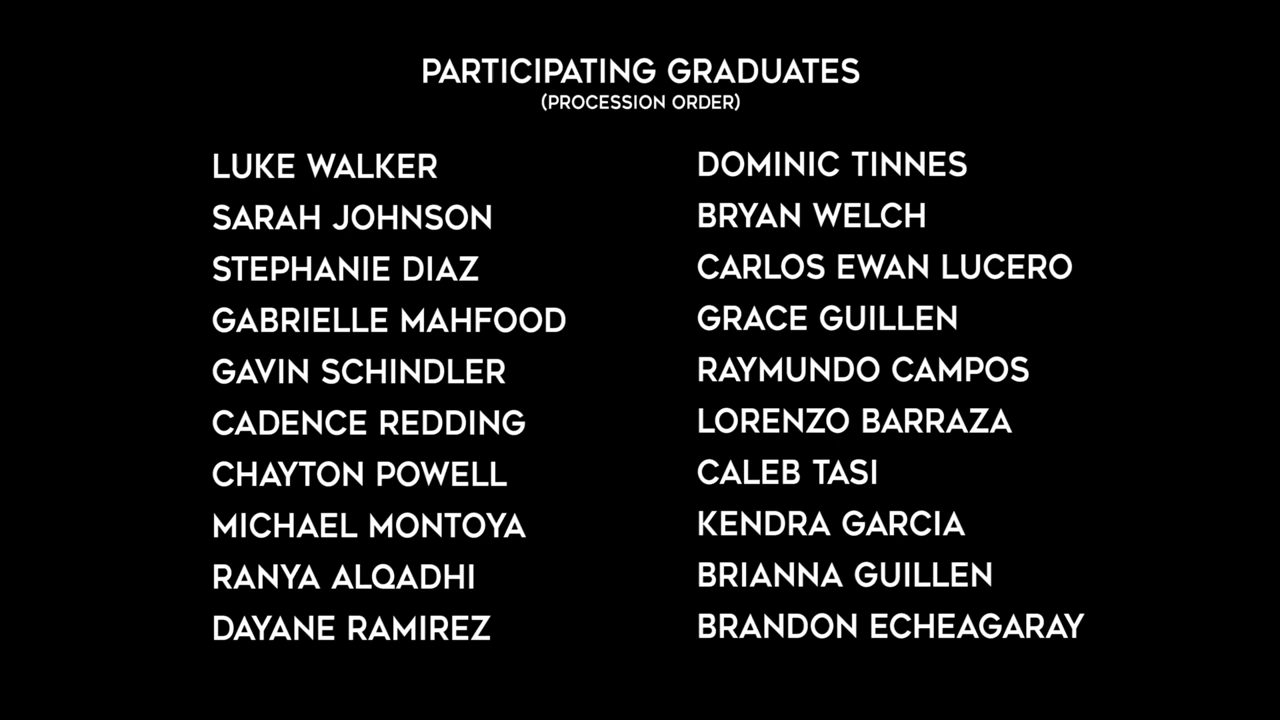 PARTICIPATING GRADUATES
(PROCESSION ORDER)
LUKE WALKER
SARAH JOHNSON
STEPHANIE DIAZ
GABRIELLE MAHFOOD
GAVIN SCHINDLER
CADENCE REDDING
CHAYTON POWELL
MICHAEL MONTOYA
RANYA ALQADHI
DAYANE RAMIREZ
DOMINIC TINNES
BRYAN WELCH
CARLOS EWAN LUCERO
GRACE GUILLEN
RAYMUNDO CAMPOS
LORENZO BARRAZA
CALEB TASI
KENDRA GARCIA
BRIANNA GUILLEN
BRANDON ECHEAGARAY